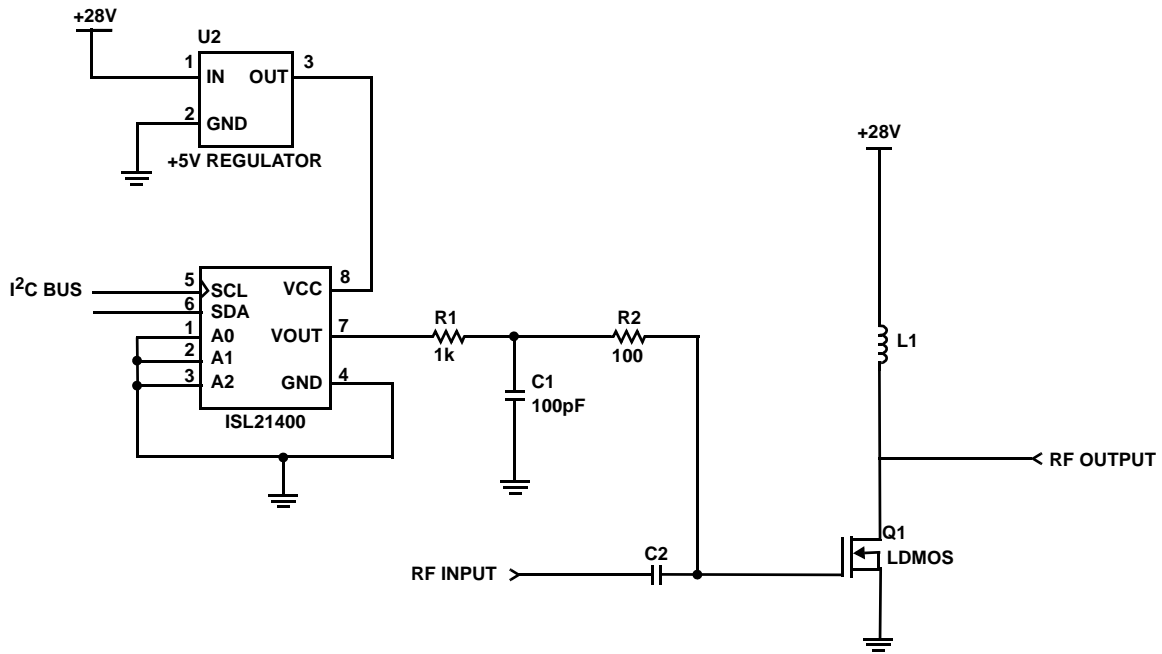 +28V
U2
1
IN
OUT
3
2
GND
+5V REGULATOR
+28V
I²C BUS
5
SCL
VCC
8
6
SDA
1
A0
VOUT
7
2
A1
3
A2
GND
4
ISL21400
R1
1k
R2
100
C1
100pF
L1
RF OUTPUT
Q1
LDMOS
C2
RF INPUT